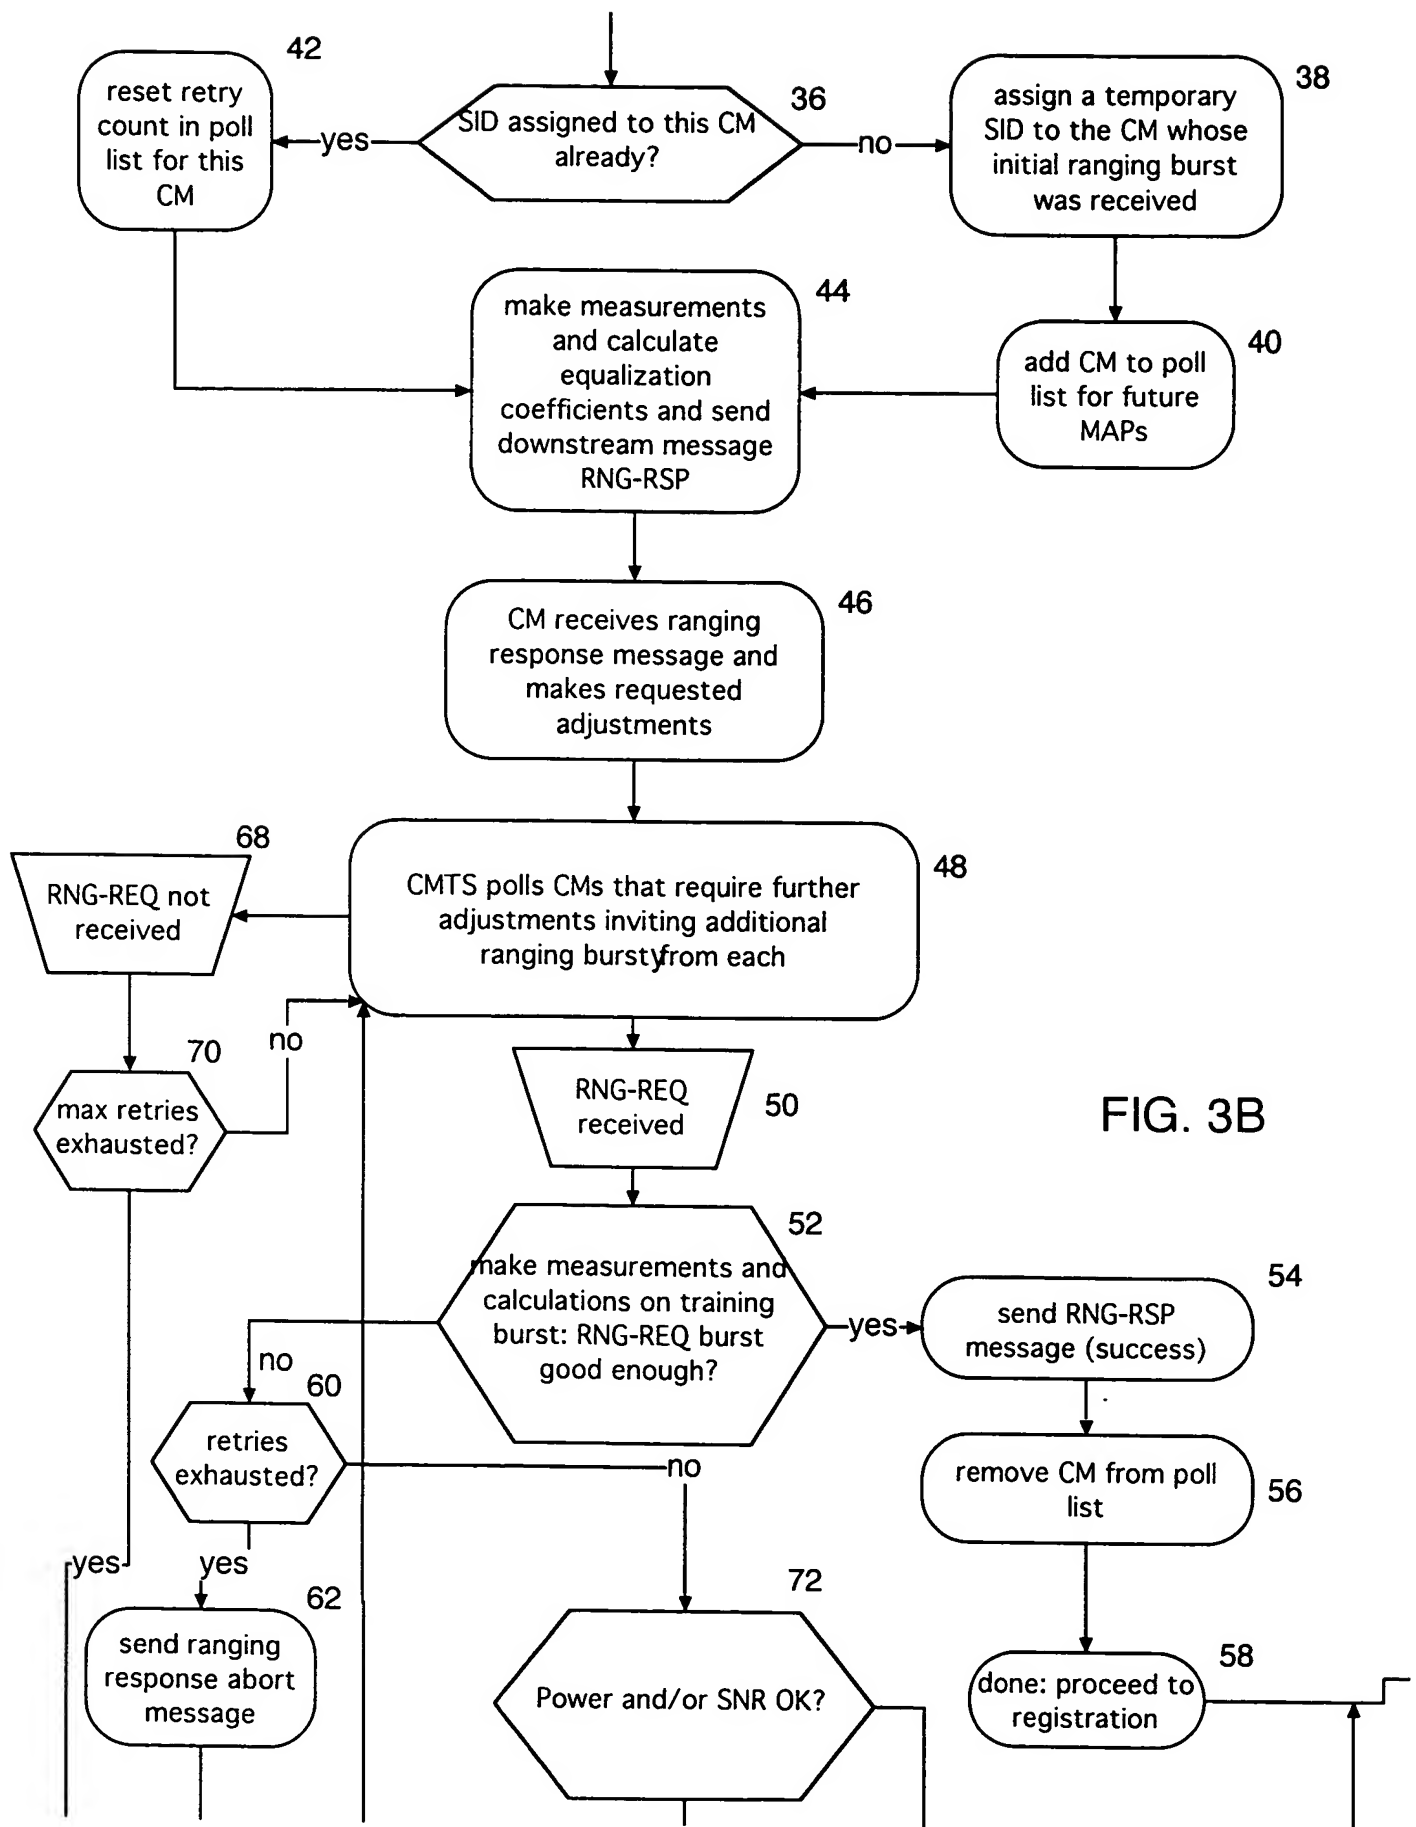 42
reset retry
count in poll
list for this
CM
yes
SID assigned to this CM
already?
36
no
38
assign a temporary
SID to the CM whose
initial ranging burst
was received
44
make measurements
and calculate
equalization
coefficients and send
downstream message
RNG-RSP
40
add CM to poll
list for future
MAPs
46
CM receives ranging
response message and
makes requested
adjustments
68
RNG-REQ not
received
48
CMTS polls CMs that require further
adjustments inviting additional
ranging bursty from each
70
no
max retries
exhausted?
RNG-REQ
received
50
FIG. 3B
52
make measurements and
calculations on training
burst: RNG-REQ burst
good enough?
yes
54
send RNG-RSP
message (success)
no
60
retries
exhausted?
no
remove CM from poll
list
56
yes
yes
62
send ranging
response abort
message
72
Power and/or SNR OK?
58
done: proceed to
registration